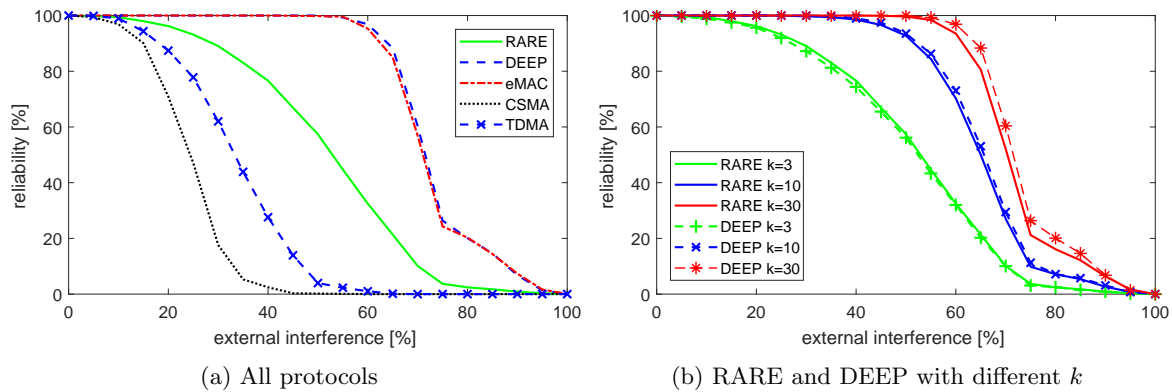 100
80
60
40
20
0
reliability [%]
RARE
DEEP
eMAC
CSMA
TDMA
0 20 40 60 80 100
external interference [%]
(a) All protocols
100
80
60
40
20
0
reliability [%]
RARE k=3
RARE k=10
RARE k=30
DEEP k=3
DEEP k=10
DEEP k=30
0 20 40 60 80 100
external interference [%]
(b) RARE and DEEP with different k